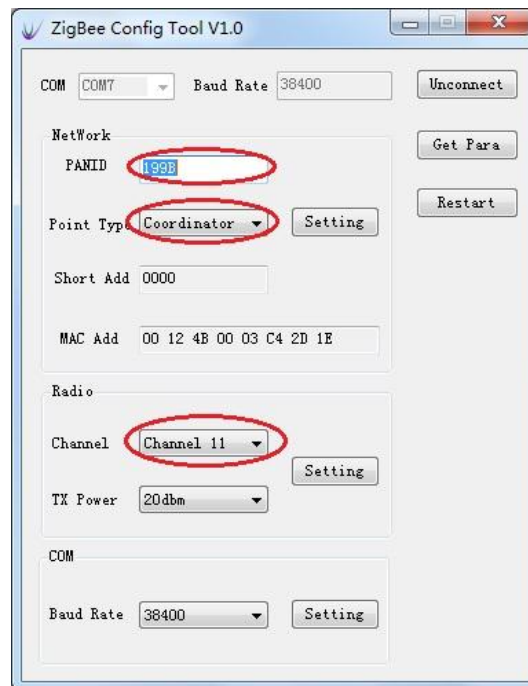 ZigBee Config Tool V1.0
COM COM7 Baud Rate 38400 Unconnect
NetWork
Get Para
PANID 199B
Restart
Point Type Coordinator Setting
Short Add 0000
MAC Add 00 12 4B 00 03 C4 2D 1E
Radio
Channel Channel 11
Setting
TX Power 20dbm
COM
Baud Rate 38400 Setting